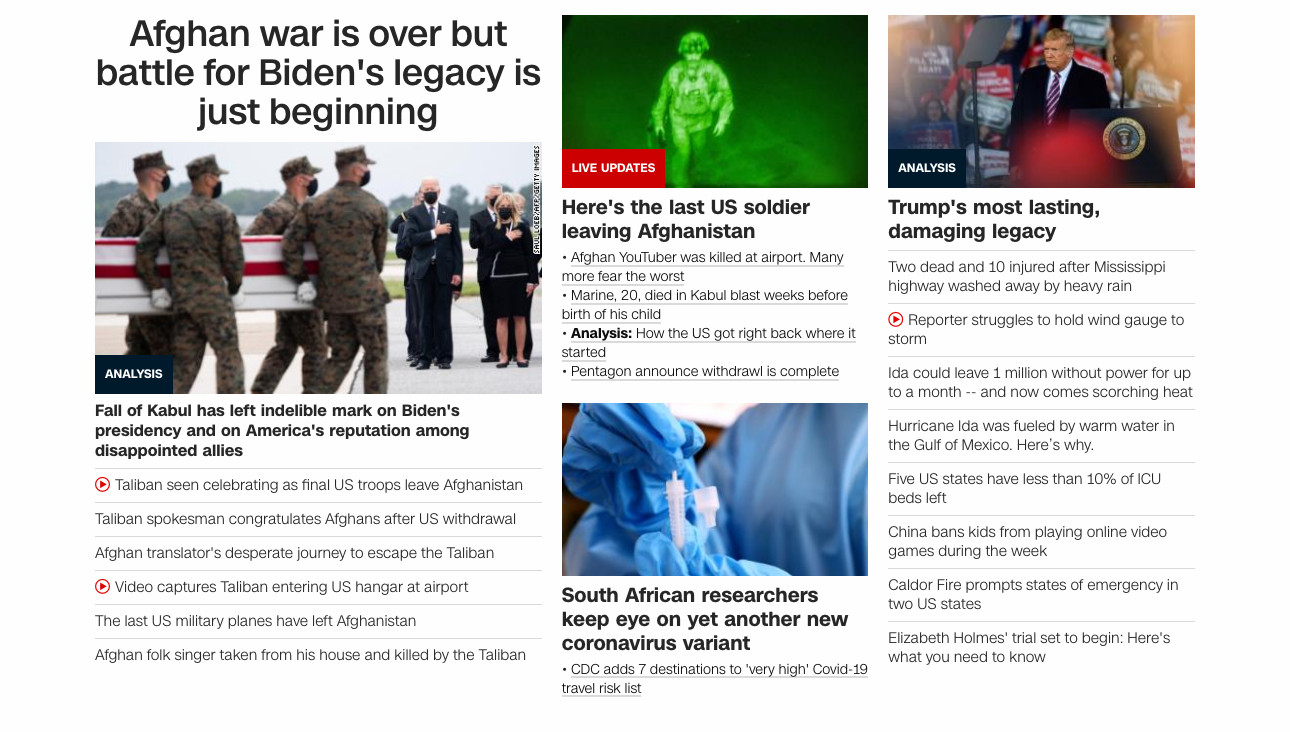 Afghan war is over but
battle for Biden's legacy is
just beginning
SAUL LOEB/AFP/GETTY IMAGES
ANALYSIS
Fall of Kabul has left indelible mark on Biden's
presidency and on America's reputation among
disappointed allies
Taliban seen celebrating as final US troops leave Afghanistan
Taliban spokesman congratulates Afghans after US withdrawal
Afghan translator's desperate journey to escape the Taliban
Video captures Taliban entering US hangar at airport
The last US military planes have left Afghanistan
Afghan folk singer taken from his house and killed by the Taliban
LIVE UPDATES
Here's the last US soldier
leaving Afghanistan
• Afghan YouTuber was killed at airport. Many
more fear the worst
• Marine, 20, died in Kabul blast weeks before
birth of his child
• Analysis: How the US got right back where it
started
• Pentagon announce withdrawl is complete
South African researchers
keep eye on yet another new
coronavirus variant
• CDC adds 7 destinations to 'very high' Covid-19
travel risk list
ANALYSIS
Trump's most lasting,
damaging legacy
Two dead and 10 injured after Mississippi
highway washed away by heavy rain
Reporter struggles to hold wind gauge to
storm
Ida could leave 1 million without power for up
to a month -- and now comes scorching heat
Hurricane Ida was fueled by warm water in
the Gulf of Mexico. Here's why.
Five US states have less than 10% of ICU
beds left
China bans kids from playing online video
games during the week
Caldor Fire prompts states of emergency in
two US states
Elizabeth Holmes' trial set to begin: Here's
what you need to know